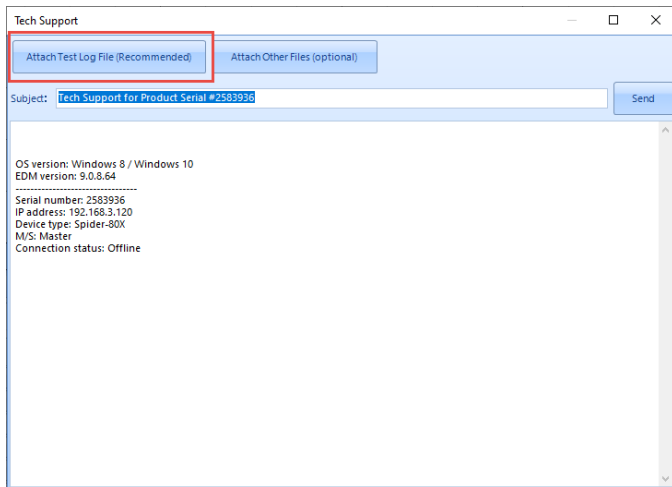 Tech Support
Attach Test Log File (Recommended) Attach Other Files (optional)
Subject: Tech Support for Product Serial #2583936 Send
OS version: Windows 8 / Windows 10
EDM version: 9.0.8.64
---------------------------------
Serial number: 2583936
IP address: 192.168.3.120
Device type: Spider-80X
M/S: Master
Connection status: Offline